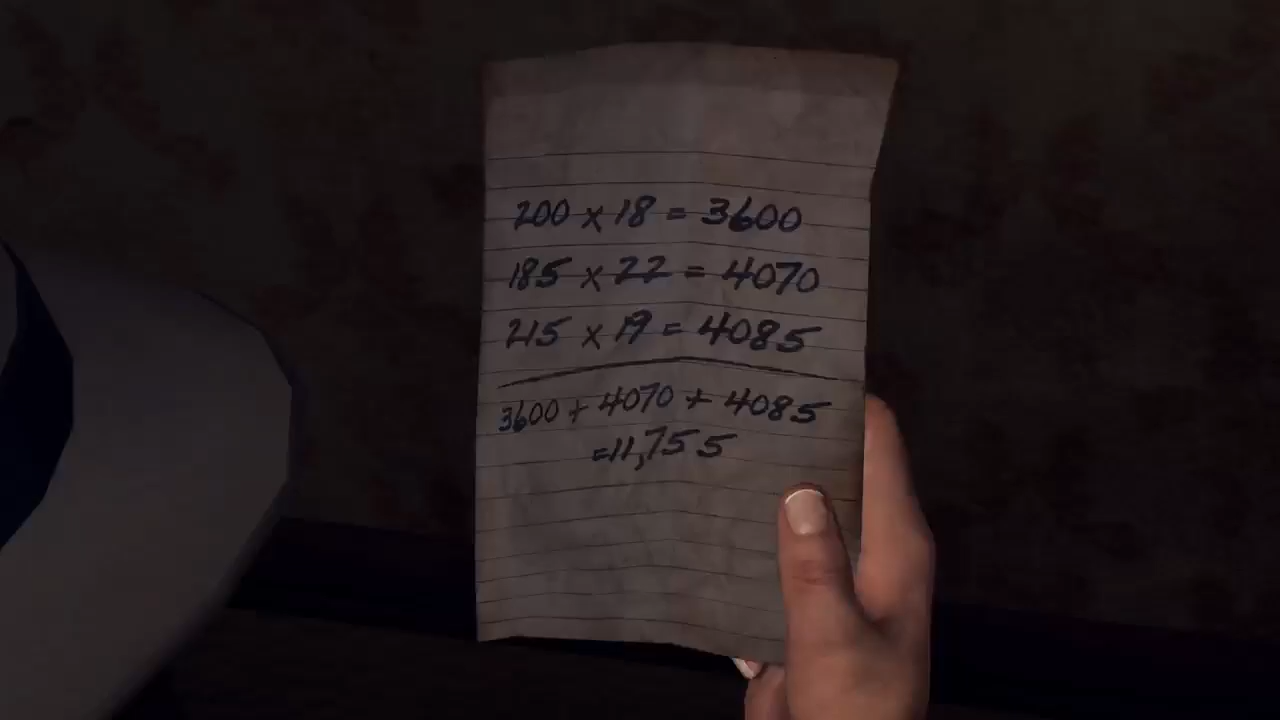 200 x 18 = 3600
185 x 22 = 4070
215 x 19 = 4085
3600 + 4070 + 4085
=11,755